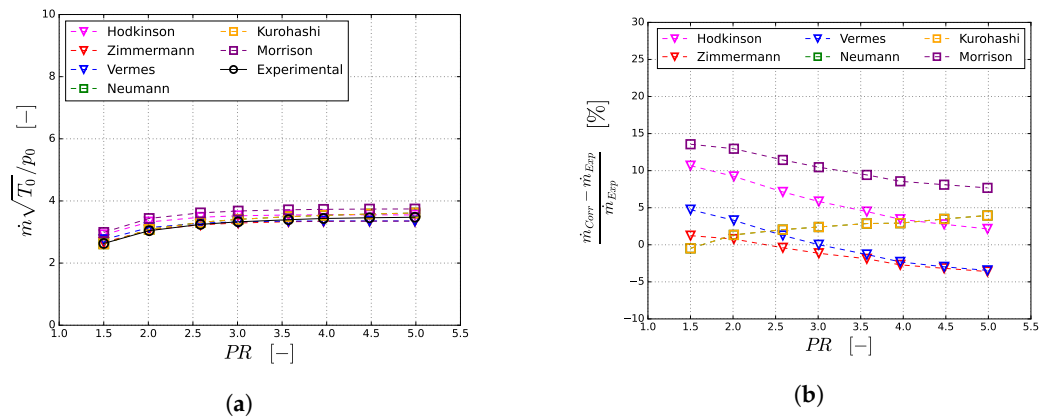 10
8
6
4
2
0
1.0 1.5 2.0 2.5 3.0 3.5 4.0 4.5 5.0 5.5
ṁ√T₀/p₀ [−]
PR [−]
Hodkinson
Zimmermann
Vermes
Neumann
Kurohashi
Morrison
Experimental
(a)
30
25
20
15
10
5
0
−5
−10
1.0 1.5 2.0 2.5 3.0 3.5 4.0 4.5 5.0 5.5
(ṁ_Corr − ṁ_Exp)/ṁ_Exp [%]
PR [−]
Hodkinson
Zimmermann
Vermes
Neumann
Kurohashi
Morrison
(b)